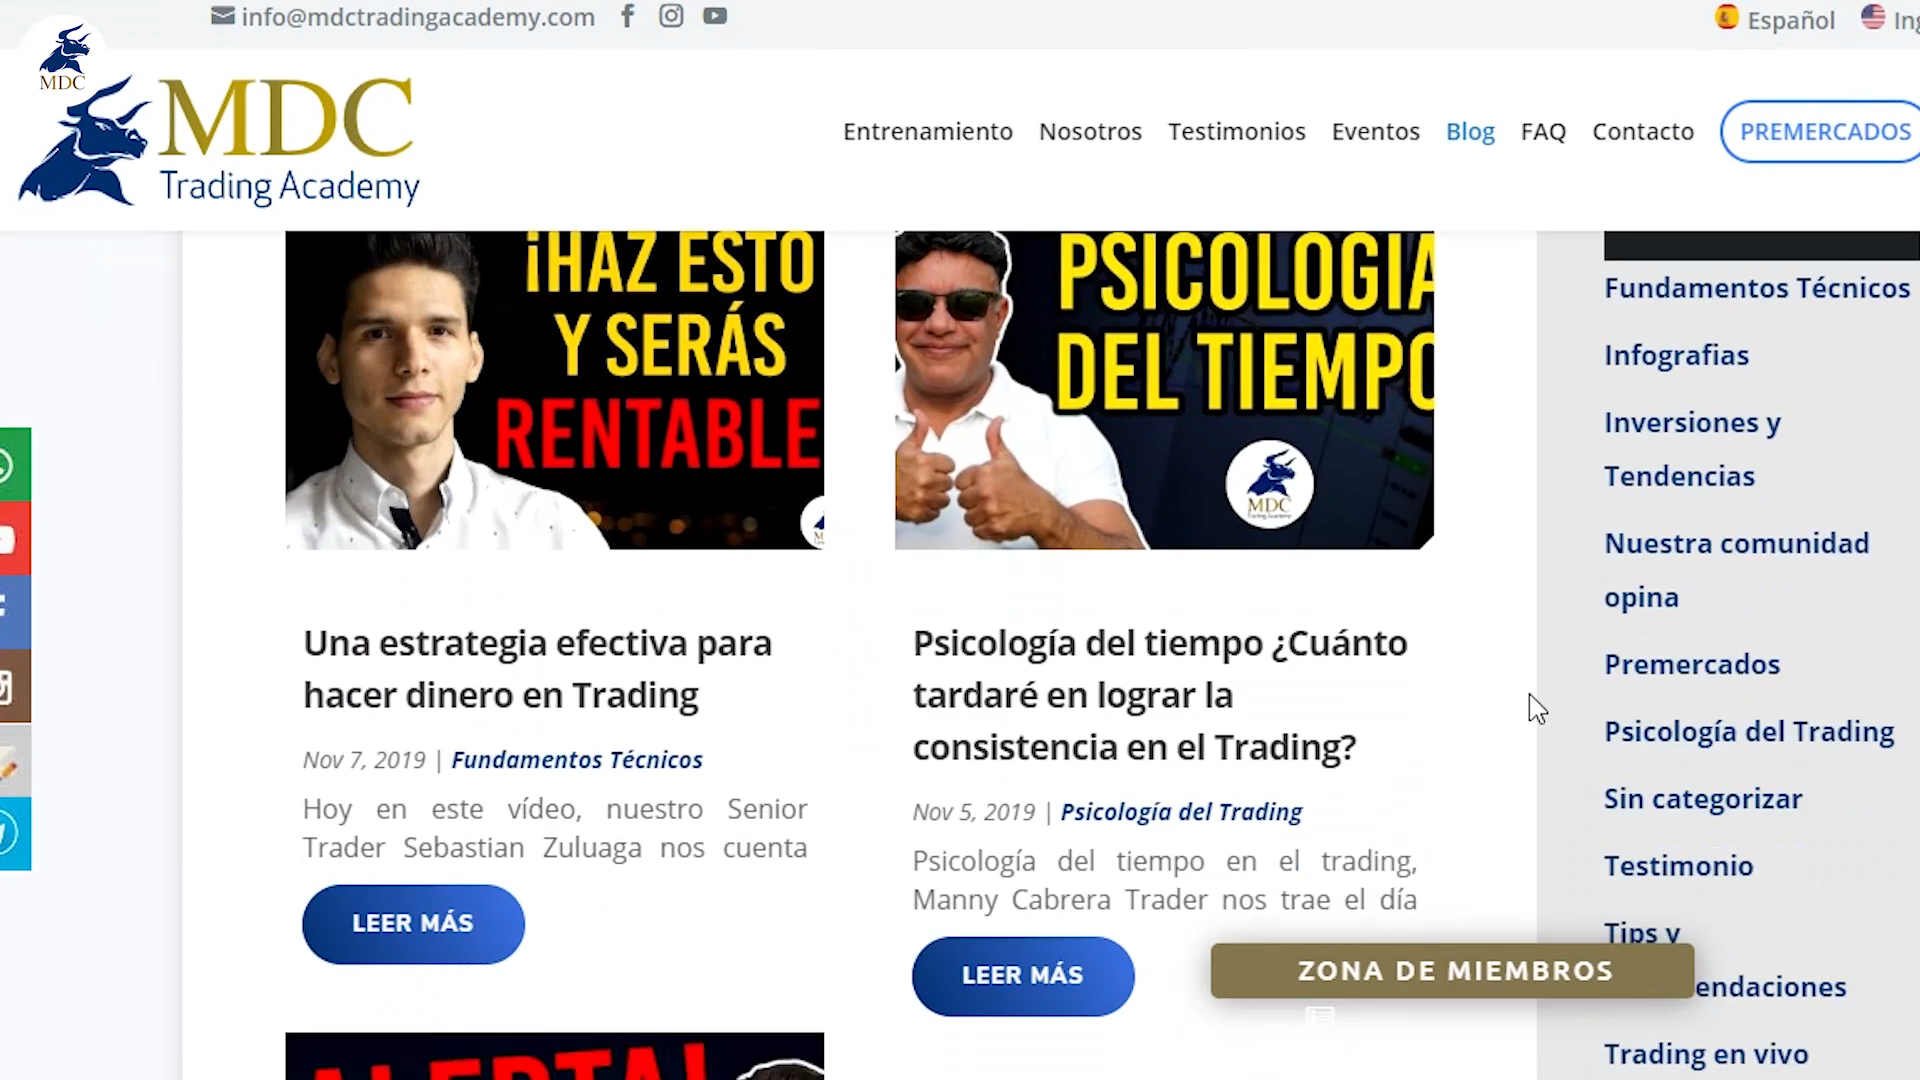 info@mdctradingacademy.com
Español
MDC
MDC
Trading Academy
Entrenamiento
Nosotros
Testimonios
Eventos
Blog
FAQ
Contacto
PREMERCADOS
¡HAZ ESTO
Y SERÁS
RENTABLE
PSICOLOGIA
DEL TIEMPO
MDC
Trading Academy
Una estrategia efectiva para
hacer dinero en Trading
Nov 7, 2019 | Fundamentos Técnicos
Hoy en este vídeo, nuestro Senior
Trader Sebastian Zuluaga nos cuenta
LEER MÁS
Psicología del tiempo ¿Cuánto
tardaré en lograr la
consistencia en el Trading?
Nov 5, 2019 | Psicología del Trading
Psicología del tiempo en el trading,
Manny Cabrera Trader nos trae el día
LEER MÁS
Fundamentos Técnicos
Infografias
Inversiones y
Tendencias
Nuestra comunidad
opina
Premercados
Psicología del Trading
Sin categorizar
Testimonio
Tips y
endaciones
Trading en vivo
ZONA DE MIEMBROS
ALERTA!